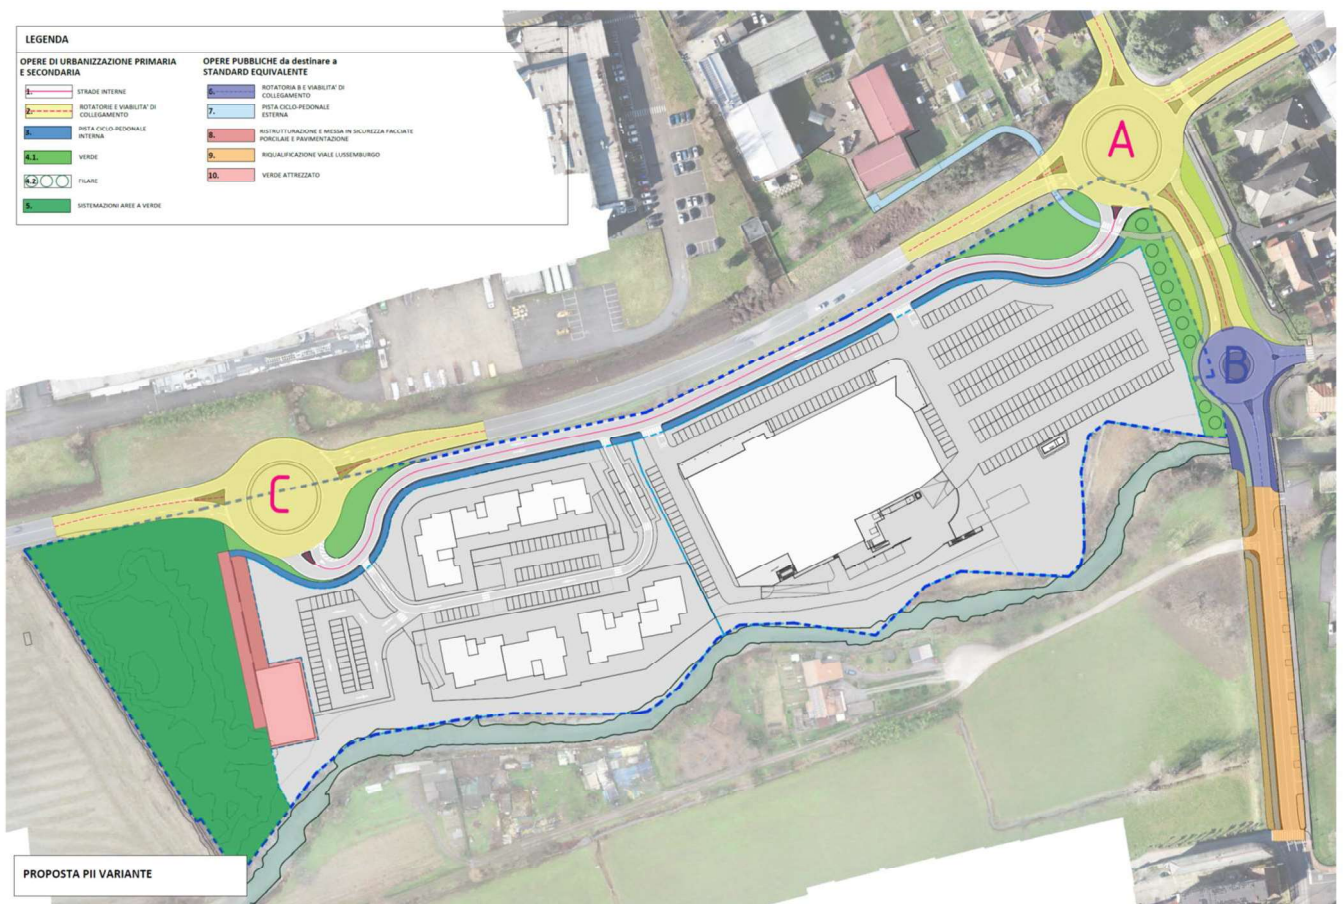 LEGENDA
OPERE DI URBANIZZAZIONE PRIMARIA
E SECONDARIA
1. STRADE INTERNE
2. ROTATORIE E VIABILITA' DI
COLLEGAMENTO
3. PISTA CICLO-PEDONALE
INTERNA
4.1. VERDE
4.2 FILARE
5. SISTEMAZIONI AREE A VERDE
OPERE PUBBLICHE da destinare a
STANDARD EQUIVALENTE
6. ROTATORIA B E VIABILITA' DI
COLLEGAMENTO
7. PISTA CICLO-PEDONALE
ESTERNA
8. RISTRUTTURAZIONE E MESSA IN SICUREZZA FACCIATE
PORCILAIE E PAVIMENTAZIONE
9. RIQUALIFICAZIONE VIALE LUSSEMBURGO
10. VERDE ATTREZZATO
A
B
C
PROPOSTA PII VARIANTE